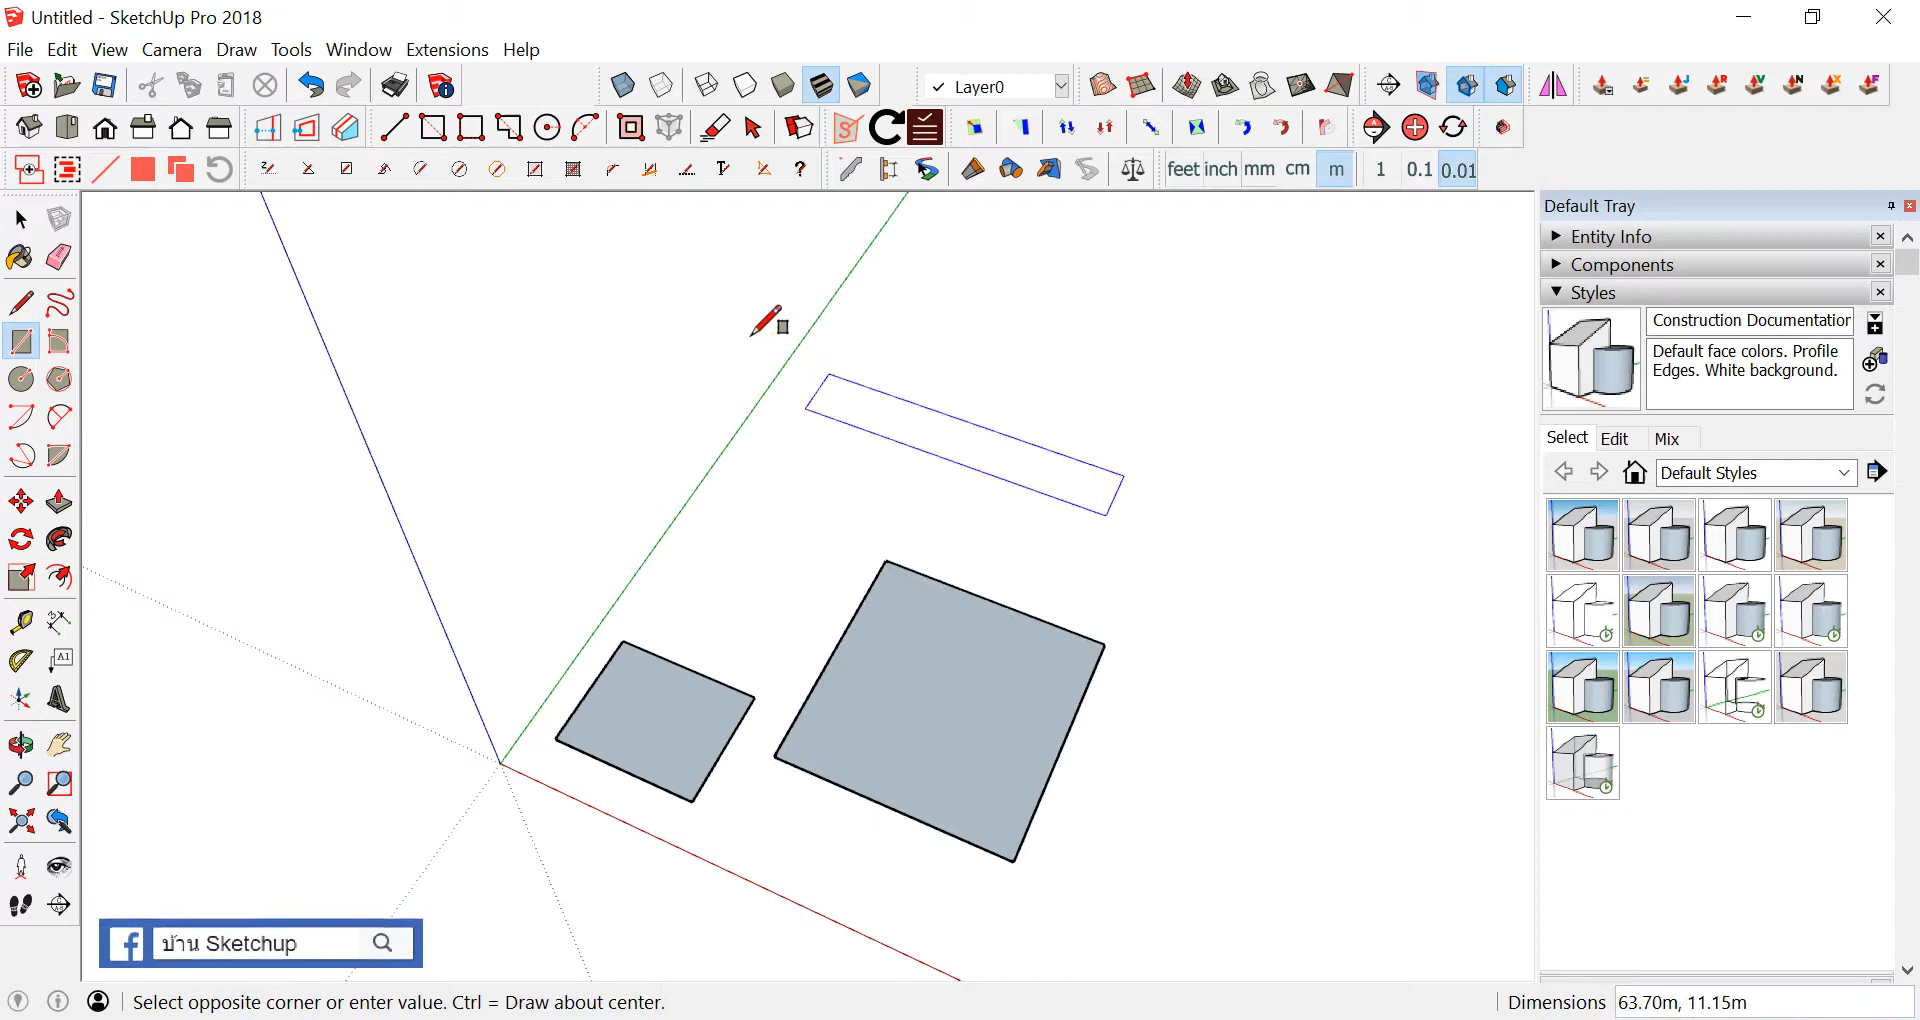 Untitled - SketchUp Pro 2018
File Edit View Camera Draw Tools Window Extensions Help
✓ Layer0
feet inch mm cm m 1 0.1 0.01
Default Tray
Entity Info
Components
Styles
Construction Documentation
Default face colors. Profile
Edges. White background.
Select Edit Mix
Default Styles
A1
บ้าน Sketchup
Select opposite corner or enter value. Ctrl = Draw about center.
Dimensions 63.70m, 11.15m